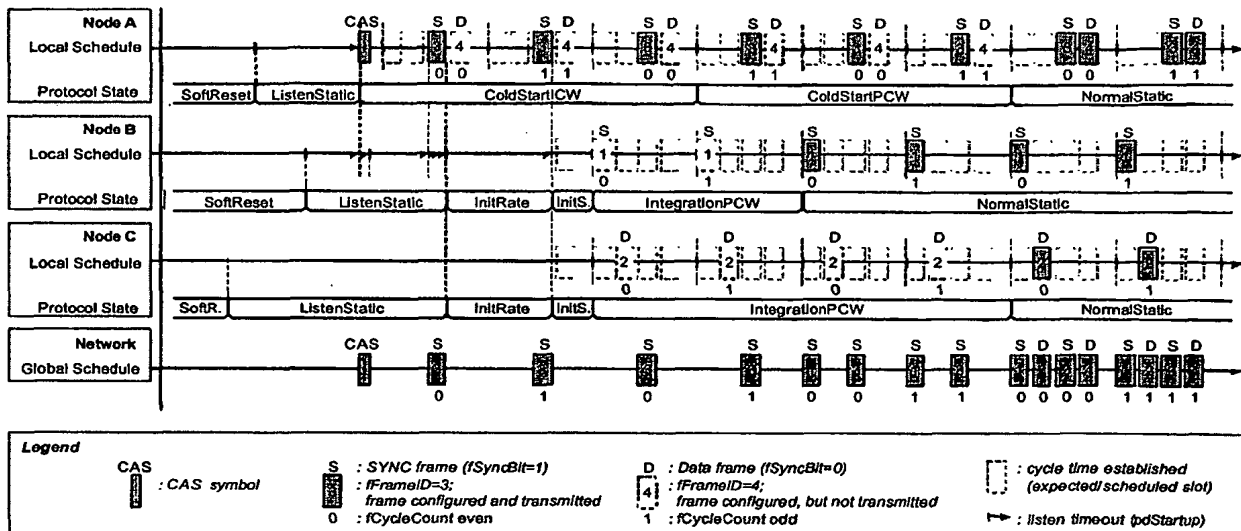 Node A
CAS S D S D S D S D S D S D S D S D
Local Schedule
4 4 4 4 4 4
0 0 1 1 0 0 1 1 0 0 1 1 0 0 1 1
Protocol State
SoftReset ListenStatic ColdStartICW ColdStartPCW NormalStatic
Node B
S S S S S S
Local Schedule
1 1
0 1 0 1 0 1
Protocol State
SoftReset ListenStatic InitRate InitS. IntegrationPCW NormalStatic
Node C
D D D D D D
Local Schedule
2 2 2 2
0 1 0 1 0 1
Protocol State
SoftR. ListenStatic InitRate InitS. IntegrationPCW NormalStatic
Network
CAS S S S S S S S S S D S D S D S D
Global Schedule
0 1 0 1 0 0 1 1 0 0 0 0 1 1 1 1
Legend
CAS
: CAS symbol
S : SYNC frame (fSyncBit=1)
: fFrameID=3;
frame configured and transmitted
0 : fCycleCount even
D : Data frame (fSyncBit=0)
4 : fFrameID=4;
frame configured, but not transmitted
1 : fCycleCount odd
: cycle time established
(expected/scheduled slot)
: listen timeout (pdStartup)